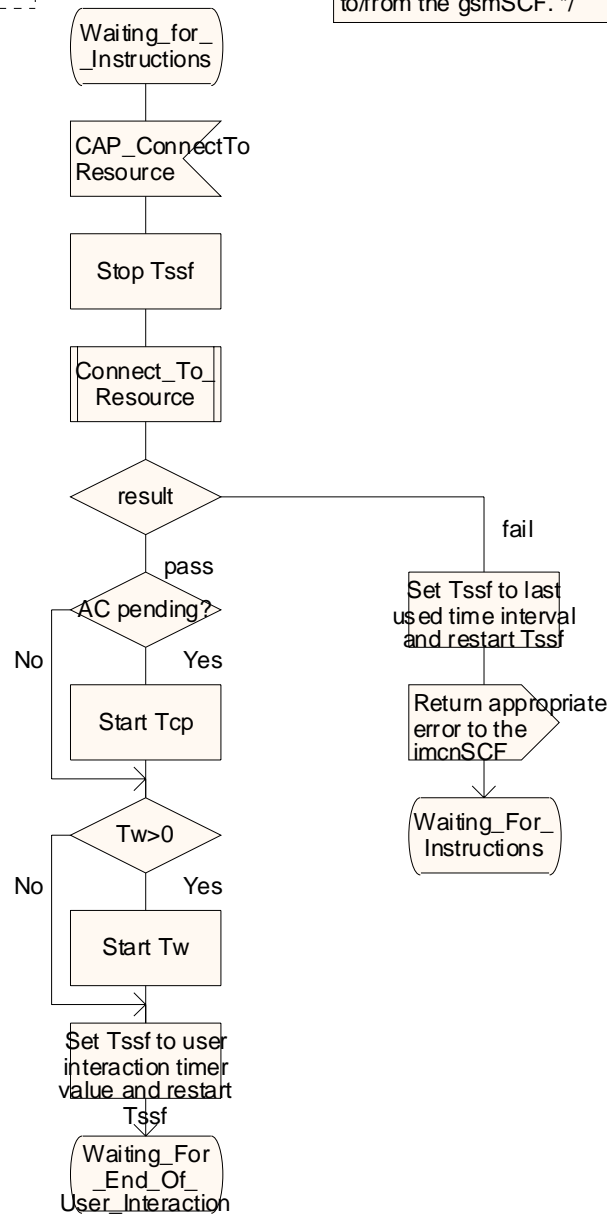 to/from the gsmSCF. */
Waiting_for_
_Instructions
CAP_ConnectTo
Resource
Stop Tssf
Connect_To_
Resource
result
fail
pass
Set Tssf to last
used time interval
and restart Tssf
AC pending?
No
Yes
Start Tcp
Return appropriate
error to the
imcnSCF
Waiting_For_
Instructions
Tw>0
No
Yes
Start Tw
Set Tssf to user
interaction timer
value and restart
Tssf
Waiting_For
_End_Of_
User_Interaction